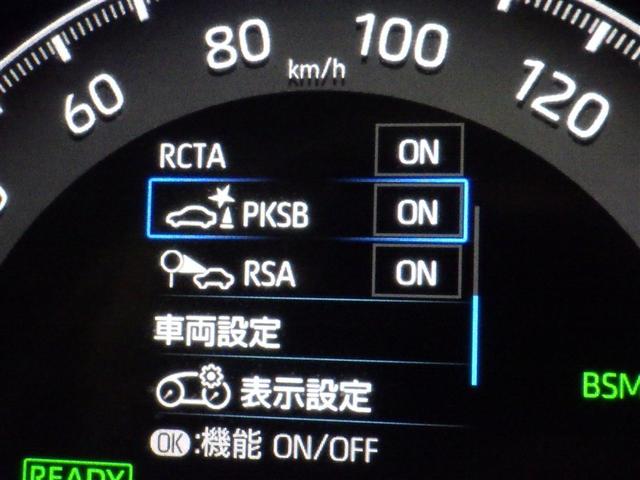 60 80 100 120
km/h
RCTA ON
PKSB ON
RSA ON
車両設定
表示設定
BSM
OK:機能 ON/OFF
READY